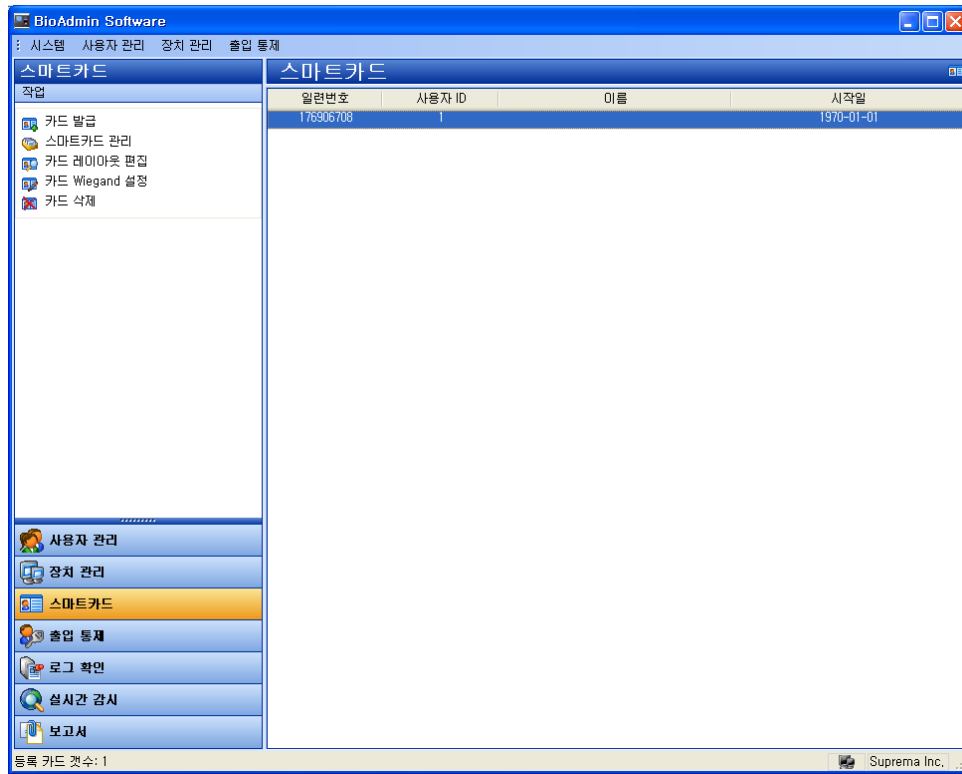 BioAdmin Software
시스템 사용자 관리 장치 관리 출입 통제
스마트카드
작업
카드 발급
스마트카드 관리
카드 레이아웃 편집
카드 Wiegand 설정
카드 삭제
스마트카드
일련번호 사용자 ID 이름 시작일
176906708 1 1970-01-01
사용자 관리
장치 관리
스마트카드
출입 통제
로그 확인
실시간 감시
보고서
등록 카드 갯수: 1
Suprema Inc.